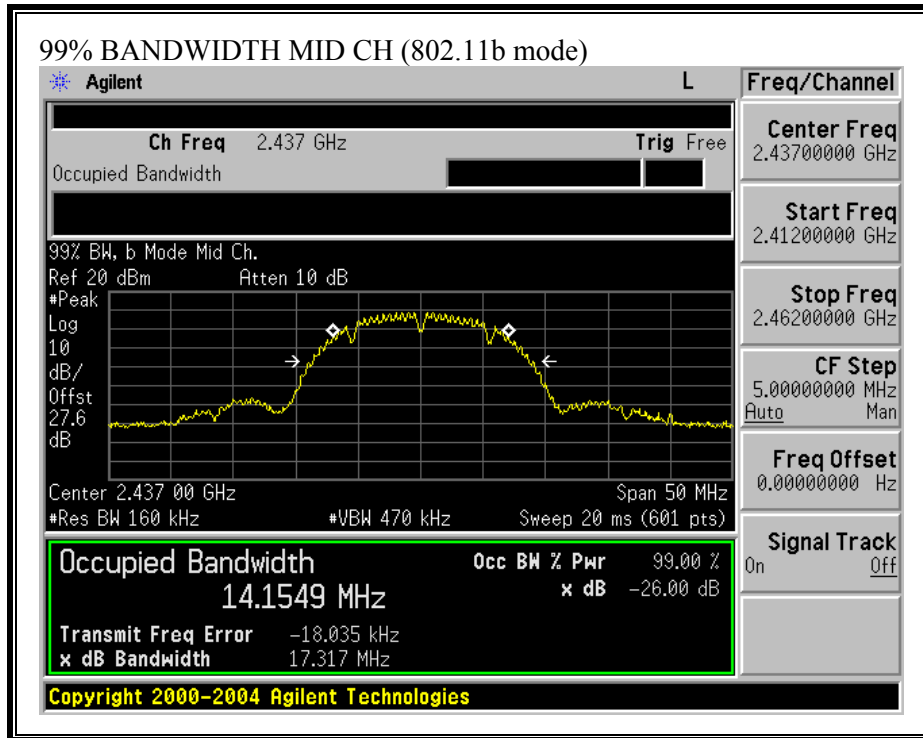 99% BANDWIDTH MID CH (802.11b mode)
Agilent L Freq/Channel
Ch Freq 2.437 GHz Trig Free
Occupied Bandwidth
Center Freq
2.43700000 GHz
Start Freq
2.41200000 GHz
Stop Freq
2.46200000 GHz
CF Step
5.00000000 MHz
Auto Man
Freq Offset
0.00000000 Hz
Signal Track
On Off
99% BW, b Mode Mid Ch.
Ref 20 dBm Atten 10 dB
#Peak
Log
10
dB/
Offst
27.6
dB
Center 2.437 00 GHz Span 50 MHz
#Res BW 160 kHz #VBW 470 kHz Sweep 20 ms (601 pts)
Occupied Bandwidth Occ BW % Pwr 99.00 %
14.1549 MHz x dB -26.00 dB
Transmit Freq Error -18.035 kHz
x dB Bandwidth 17.317 MHz
Copyright 2000-2004 Agilent Technologies